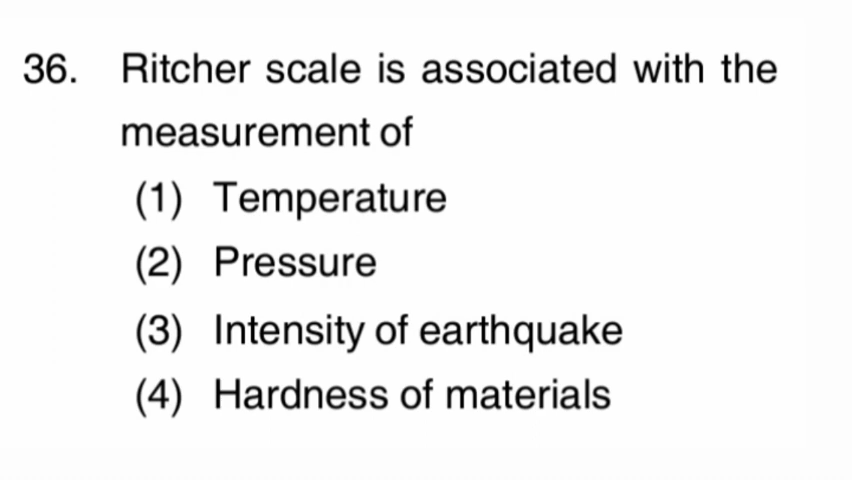 36. Ritcher scale is associated with the
measurement of
(1) Temperature
(2) Pressure
(3) Intensity of earthquake
(4) Hardness of materials